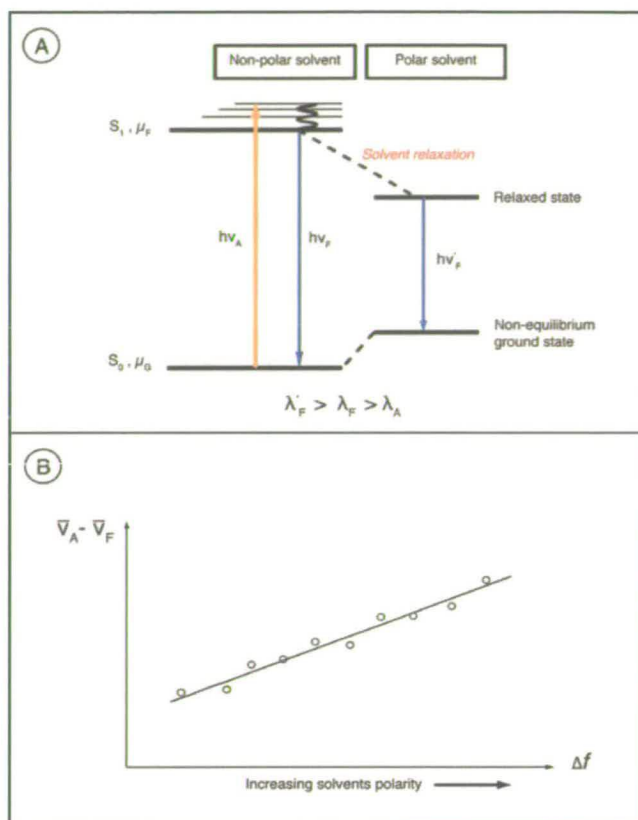 A
Non-polar solvent
Polar solvent
S₁ , μF
Solvent relaxation
Relaxed state
hνA
hνF
hν'F
Non-equilibrium
ground state
S₀ , μG
λ'F > λF > λA
B
ν̅A - ν̅F
Δf
Increasing solvents polarity